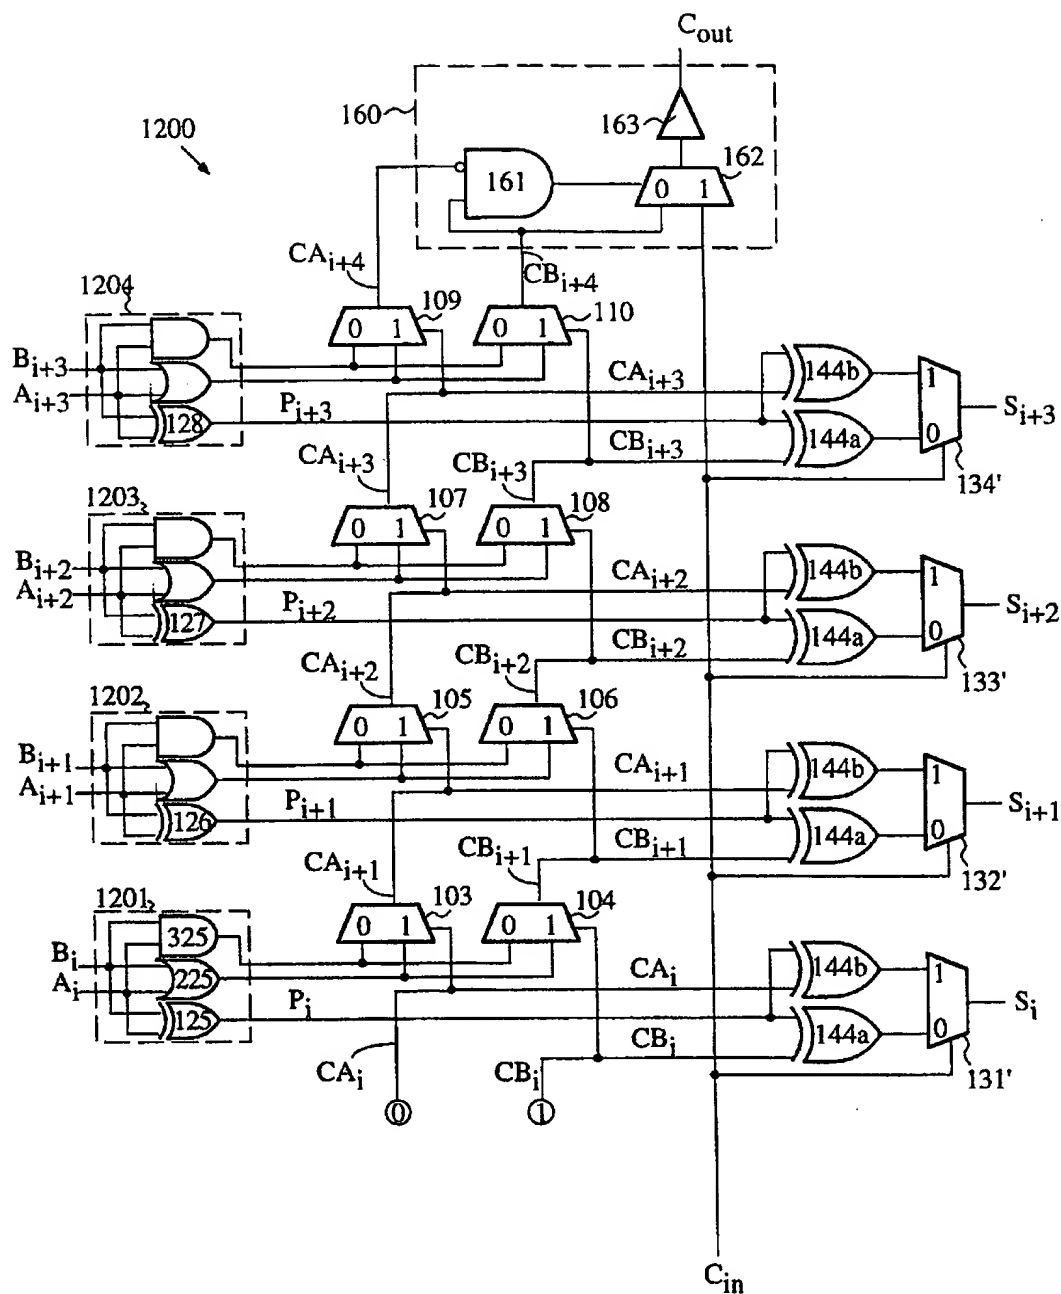 C_out
160
163
1200
162
161
0 1
CA_i+4
CB_i+4
1204
109
110
0 1
0 1
B_i+3
A_i+3
128
P_i+3
CA_i+3
144b
1
S_i+3
144a
0
CA_i+3
CB_i+3
CB_i+3
134'
1203
107
108
0 1
0 1
B_i+2
A_i+2
127
P_i+2
CA_i+2
144b
1
S_i+2
144a
0
CA_i+2
CB_i+2
CB_i+2
133'
1202
105
106
0 1
0 1
B_i+1
A_i+1
126
P_i+1
CA_i+1
144b
1
S_i+1
144a
0
CA_i+1
CB_i+1
CB_i+1
132'
1201
103
104
0 1
0 1
325
B_i
A_i
225
125
P_i
CA_i
144b
1
S_i
144a
0
CA_i
CB_i
CB_i
131'
0
1
C_in